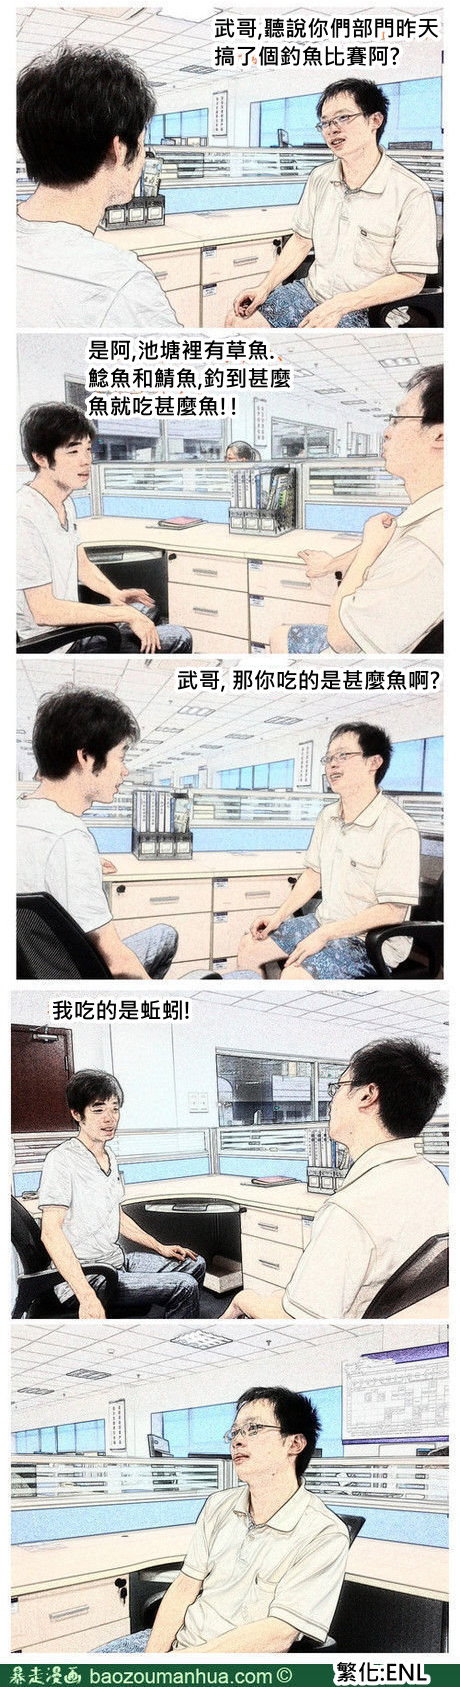 武哥,聽說你們部門昨天
搞了個釣魚比賽阿?
是阿,池塘裡有草魚.
鯰魚和鯖魚,釣到甚麼
魚就吃甚麼魚!!
武哥, 那你吃的是甚麼魚啊?
我吃的是蚯蚓!
暴走漫画 baozoumanhua.com ©
繁化:ENL